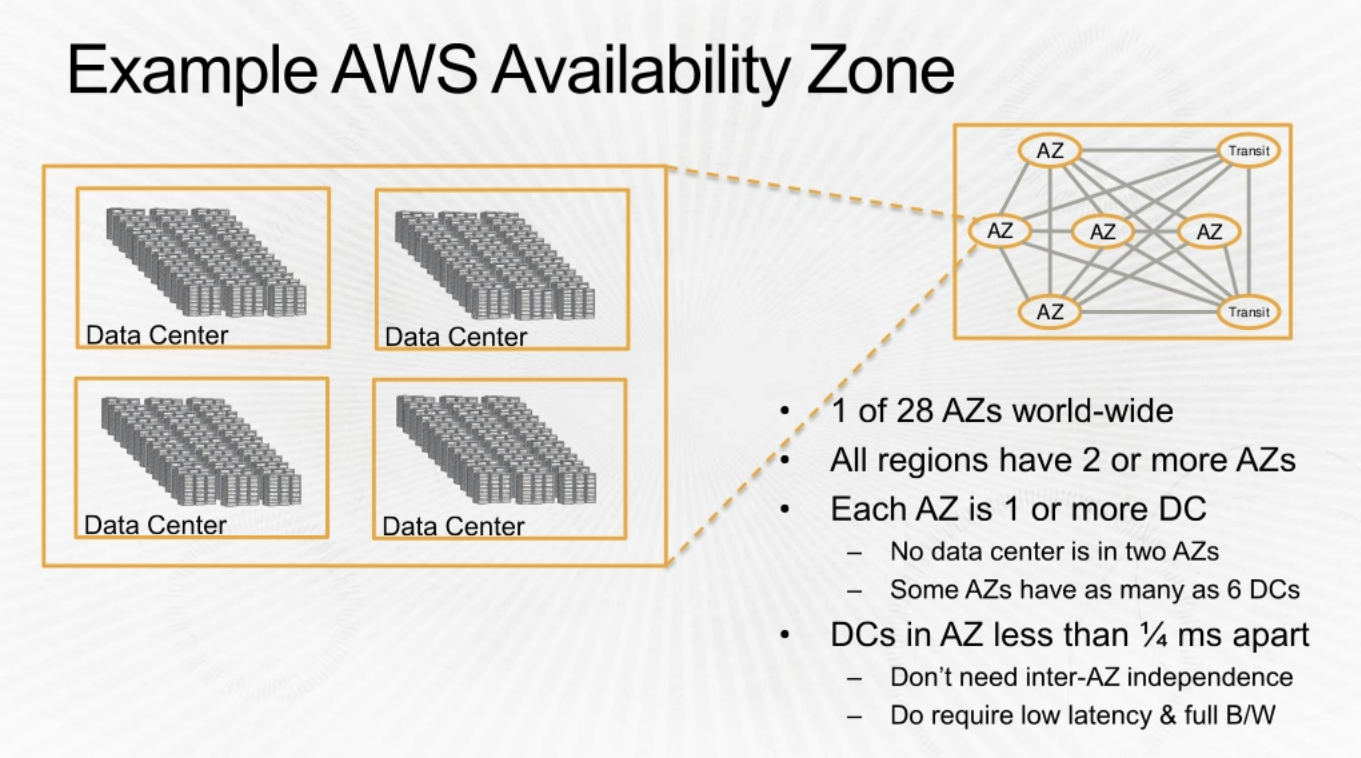 Example AWS Availability Zone
Data Center
Data Center
Data Center
Data Center
AZ
Transit
AZ
AZ
AZ
AZ
Transit
• 1 of 28 AZs world-wide
• All regions have 2 or more AZs
• Each AZ is 1 or more DC
– No data center is in two AZs
– Some AZs have as many as 6 DCs
• DCs in AZ less than ¼ ms apart
– Don’t need inter-AZ independence
– Do require low latency & full B/W